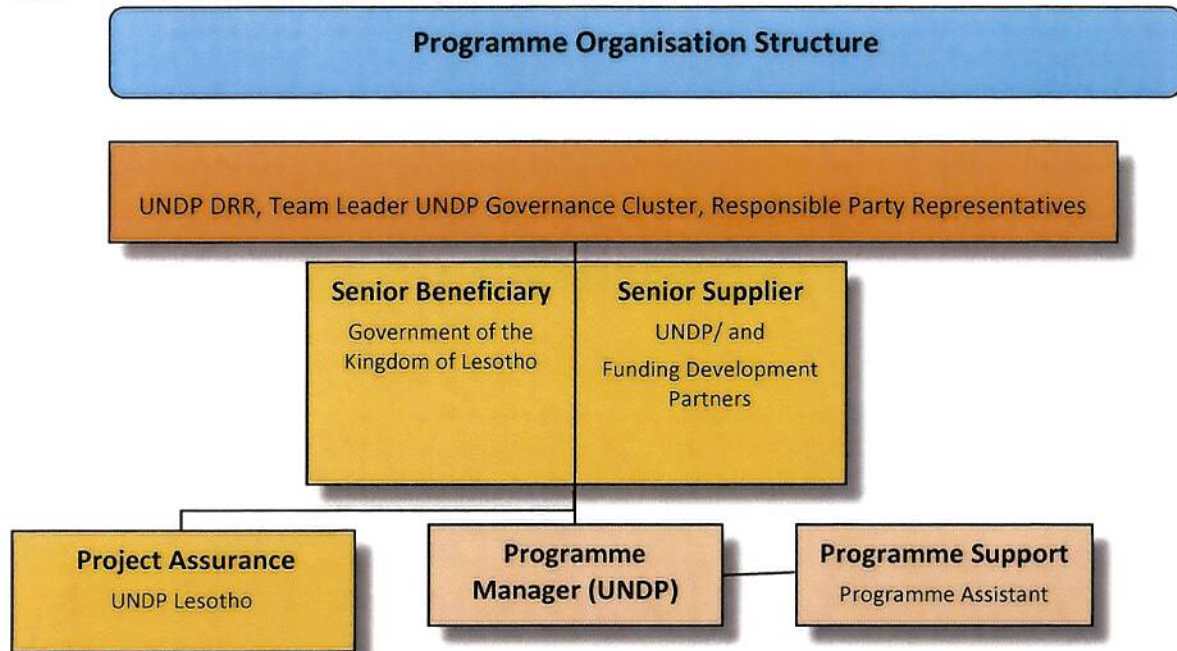 Programme Organisation Structure
UNDP DRR, Team Leader UNDP Governance Cluster, Responsible Party Representatives
Senior Beneficiary
Government of the
Kingdom of Lesotho
Senior Supplier
UNDP/ and
Funding Development
Partners
Project Assurance
UNDP Lesotho
Programme
Manager (UNDP)
Programme Support
Programme Assistant